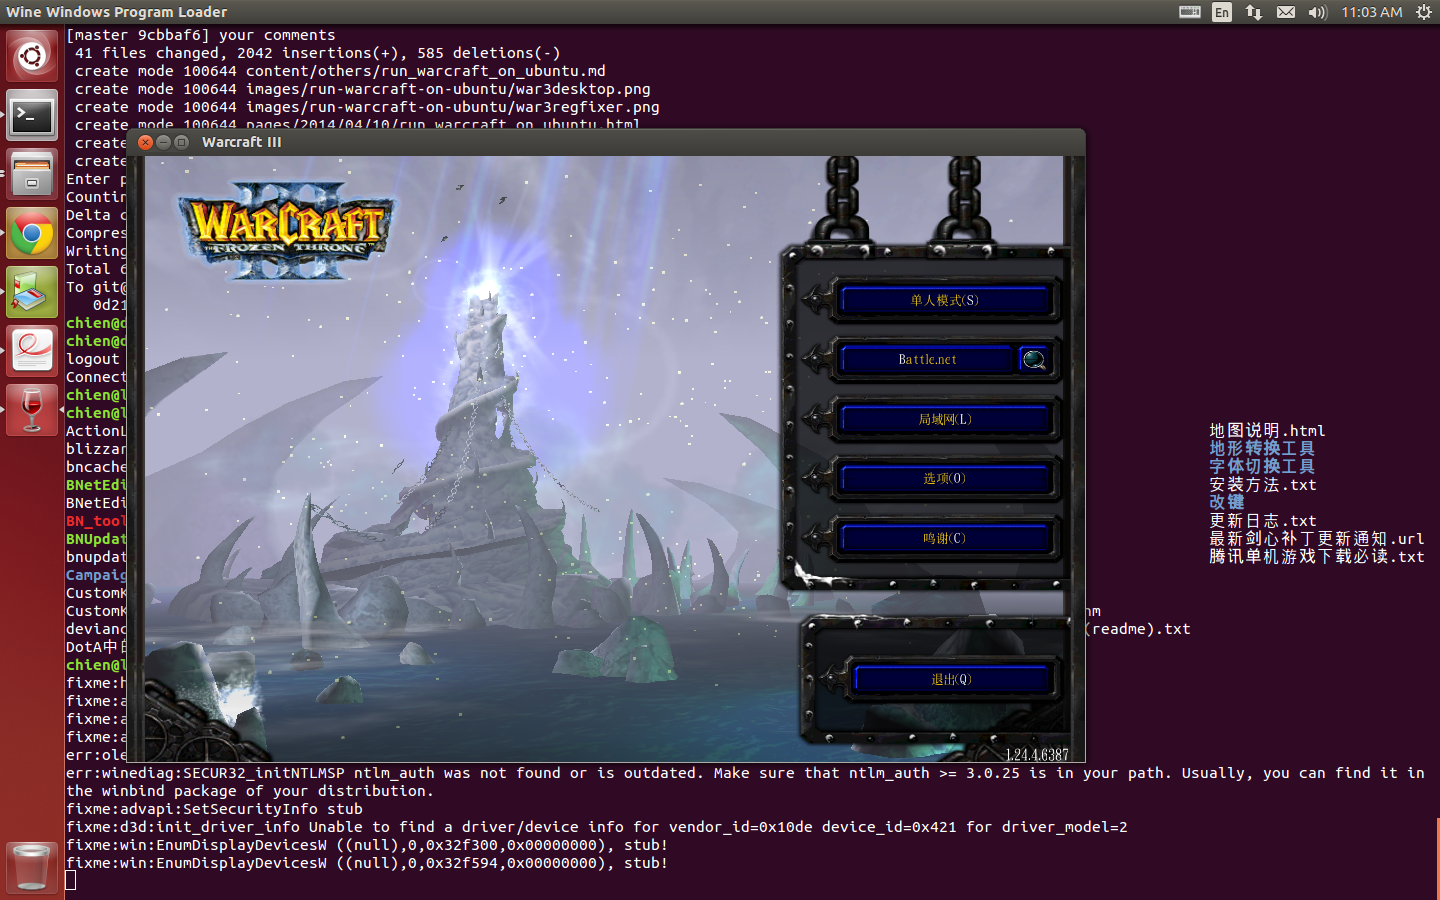 Wine Windows Program Loader
En
11:03 AM
[master 9cbbaf6] your comments
41 files changed, 2042 insertions(+), 585 deletions(-)
create mode 100644 content/others/run_warcraft_on_ubuntu.md
create mode 100644 images/run-warcraft-on-ubuntu/war3desktop.png
create mode 100644 images/run-warcraft-on-ubuntu/war3regfixer.png
create mode 100644 pages/2014/04/10/run_warcraft_on_ubuntu.html
create
create
Enter p
Countin
Delta c
Compres
Writing
Total 6
To git@
0d21
chien@d
chien@d
logout
Connect
chien@l
chien@l
ActionL
blizzar
bncache
BNetEdi
BNetEdi
BN_tool
BNUpdat
bnupdat
Campaig
CustomK
CustomK
devianc
DotA中的
chien@l
fixme:h
fixme:a
fixme:a
fixme:a
err:ole
Warcraft III
WARCRAFT
III
THE FROZEN THRONE™
单人模式(S)
Battle.net
局域网(L)
选项(O)
鸣谢(C)
退出(Q)
1.24.4.6387
地图说明.html
地形转换工具
字体切换工具
安装方法.txt
改键
更新日志.txt
最新剑心补丁更新通知.url
腾讯单机游戏下载必读.txt
nm
(readme).txt
err:winediag:SECUR32_initNTLMSP ntlm_auth was not found or is outdated. Make sure that ntlm_auth >= 3.0.25 is in your path. Usually, you can find it in
the winbind package of your distribution.
fixme:advapi:SetSecurityInfo stub
fixme:d3d:init_driver_info Unable to find a driver/device info for vendor_id=0x10de device_id=0x421 for driver_model=2
fixme:win:EnumDisplayDevicesW ((null),0,0x32f300,0x00000000), stub!
fixme:win:EnumDisplayDevicesW ((null),0,0x32f594,0x00000000), stub!